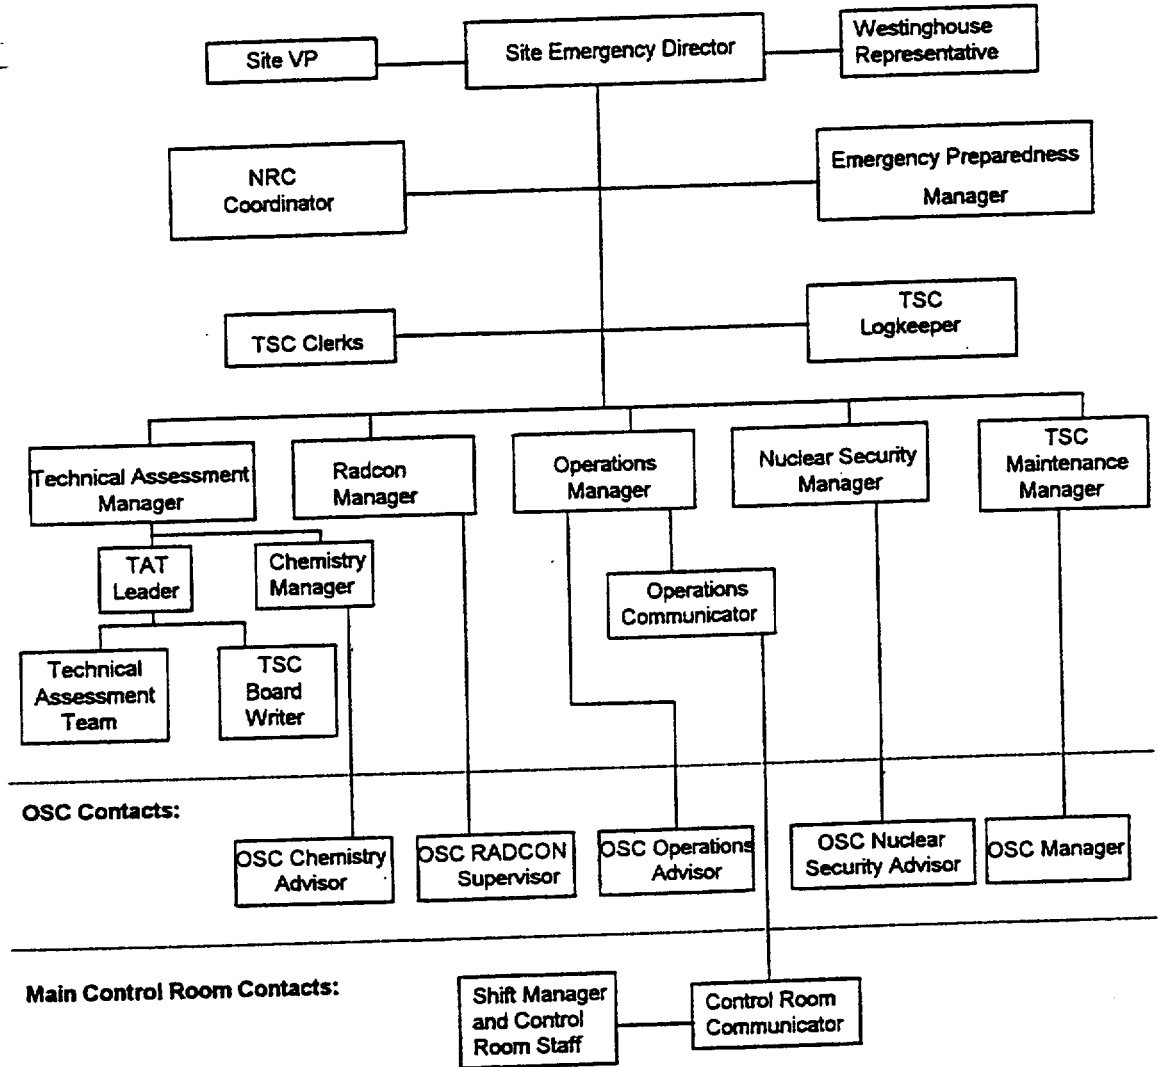 Site VP
Site Emergency Director
Westinghouse
Representative
NRC
Coordinator
Emergency Preparedness
Manager
TSC Clerks
TSC
Logkeeper
Technical Assessment
Manager
Radcon
Manager
Operations
Manager
Nuclear Security
Manager
TSC
Maintenance
Manager
TAT
Leader
Chemistry
Manager
Operations
Communicator
Technical
Assessment
Team
TSC
Board
Writer
OSC Contacts:
OSC Chemistry
Advisor
OSC RADCON
Supervisor
OSC Operations
Advisor
OSC Nuclear
Security Advisor
OSC Manager
Main Control Room Contacts:
Shift Manager
and Control
Room Staff
Control Room
Communicator